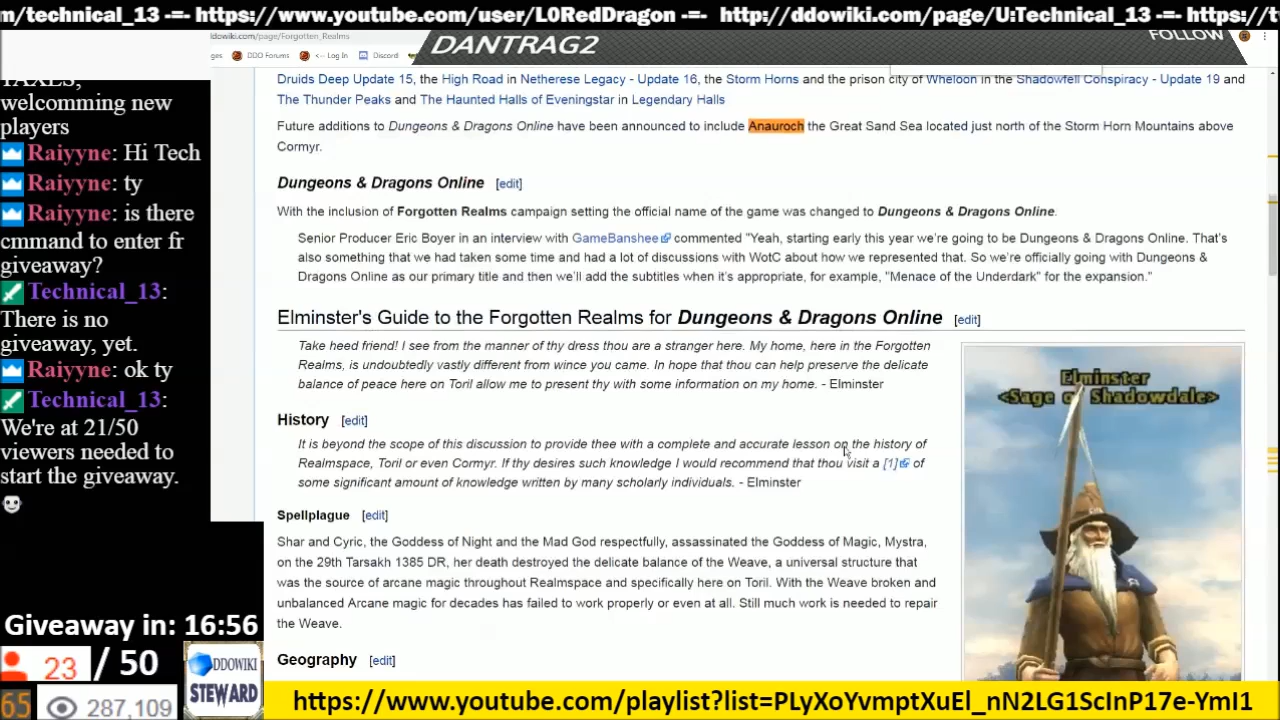 m/technical_13 -=- https://www.youtube.com/user/L0RedDragon -=- http://ddowiki.com/page/U:Technical_13 -=- https://t
ddowiki.com/page/Forgotten_Realms
DANTRAG2
FOLLOW
DDO Forums
<-- Log In
Discord
TAXES,
welcomming new
players
Raiyyne: Hi Tech
Raiyyne: ty
Raiyyne: is there
cmmand to enter fr
giveaway?
Technical_13:
There is no
giveaway, yet.
Raiyyne: ok ty
Technical_13:
We're at 21/50
viewers needed to
start the giveaway.
Giveaway in: 16:56
23 / 50
65
287,109
DDOWIKI
STEWARD
Druids Deep Update 15, the High Road in Netherese Legacy - Update 16, the Storm Horns and the prison city of Wheloon in the Shadowfell Conspiracy - Update 19 and
The Thunder Peaks and The Haunted Halls of Eveningstar in Legendary Halls
Future additions to Dungeons & Dragons Online have been announced to include Anauroch the Great Sand Sea located just north of the Storm Horn Mountains above
Cormyr.
Dungeons & Dragons Online [edit]
With the inclusion of Forgotten Realms campaign setting the official name of the game was changed to Dungeons & Dragons Online.
Senior Producer Eric Boyer in an interview with GameBanshee commented "Yeah, starting early this year we're going to be Dungeons & Dragons Online. That's
also something that we had taken some time and had a lot of discussions with WotC about how we represented that. So we're officially going with Dungeons &
Dragons Online as our primary title and then we'll add the subtitles when it's appropriate, for example, "Menace of the Underdark" for the expansion."
Elminster's Guide to the Forgotten Realms for Dungeons & Dragons Online [edit]
Take heed friend! I see from the manner of thy dress thou are a stranger here. My home, here in the Forgotten
Realms, is undoubtedly vastly different from wince you came. In hope that thou can help preserve the delicate
balance of peace here on Toril allow me to present thy with some information on my home. - Elminster
History [edit]
It is beyond the scope of this discussion to provide thee with a complete and accurate lesson on the history of
Realmspace, Toril or even Cormyr. If thy desires such knowledge I would recommend that thou visit a [1] of
some significant amount of knowledge written by many scholarly individuals. - Elminster
Spellplague [edit]
Shar and Cyric, the Goddess of Night and the Mad God respectfully, assassinated the Goddess of Magic, Mystra,
on the 29th Tarsakh 1385 DR, her death destroyed the delicate balance of the Weave, a universal structure that
was the source of arcane magic throughout Realmspace and specifically here on Toril. With the Weave broken and
unbalanced Arcane magic for decades has failed to work properly or even at all. Still much work is needed to repair
the Weave.
Geography [edit]
Elminster
<Sage of Shadowdale>
https://www.youtube.com/playlist?list=PLyXoYvmptXuEl_nN2LG1ScInP17e-YmI1